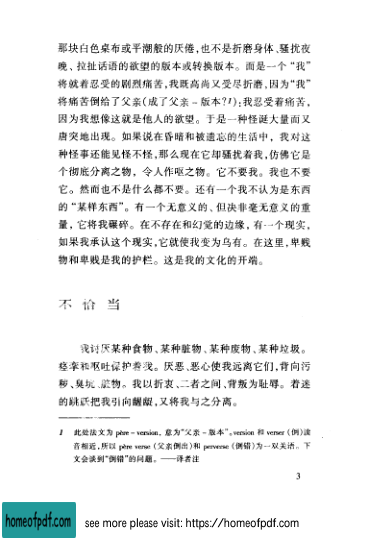 那块白色桌布或平潮般的厌倦,也不是折磨身体、骚扰夜
晚、拉扯话语的欲望的版本或转换版本。而是一个“我”
将就着忍受的剧烈痛苦,我既高尚又受尽折磨,因为“我”
将痛苦倒给了父亲(成了父亲-版本?1):我忍受着痛苦,
因为我想像这就是他人的欲望。于是一种怪诞大量而又
唐突地出现。如果说在昏暗和被遗忘的生活中,我对这
种怪事还能见怪不怪,那么现在它却骚扰着我,仿佛它是
个彻底分离之物,令人作呕之物。它不要我。我也不要
它。然而也不是什么都不要。还有一个我不认为是东西
的“某样东西”。有一个无意义的、但决非毫无意义的重
量,它将我碾碎。在不存在和幻觉的边缘,有一个现实,
如果我承认这个现实,它就使我变为乌有。在这里,卑贱
物和卑贱是我的护栏。这是我的文化的开端。
不恰当
我讨厌某种食物、某种脏物、某种废物、某种垃圾。
痉挛和呕吐保护着我。厌恶、恶心使我远离它们,背向污
秽、臭坑、脏物。我以折衷、二者之间、背叛为耻辱。着迷
的跳跃把我引向龌龊,又将我与之分离。
1 此处法文为 père-version,意为“父亲-版本”。version 和 verser(倒)读
音相近,所以 père verse(父亲倒出)和 perverse(倒错)为一双关语。下
文会谈到“倒错”的问题。——译者注
3
homeofpdf.com
see more please visit: https://homeofpdf.com